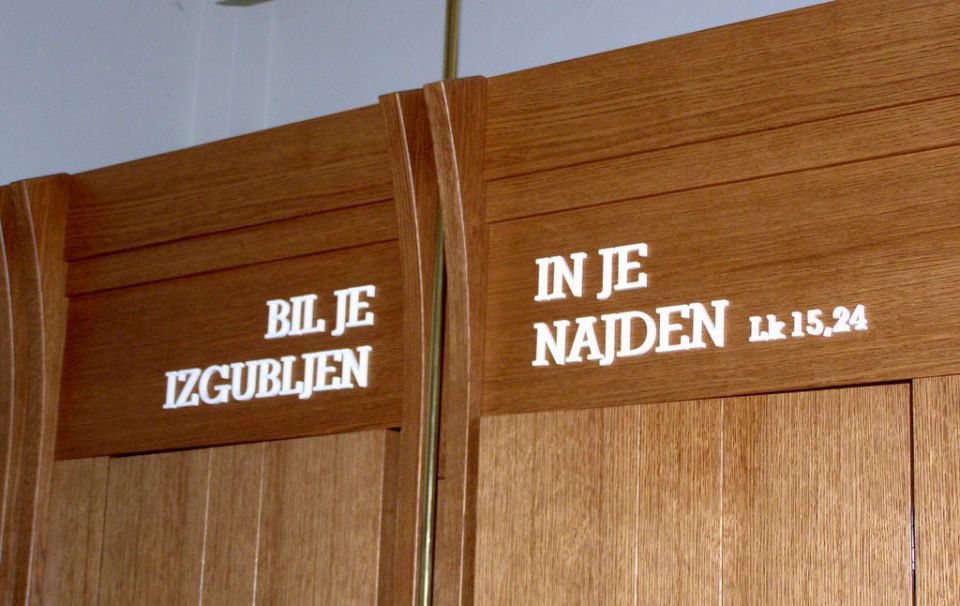 BIL JE
IZGUBLJEN
IN JE
NAJDEN Lk 15,24